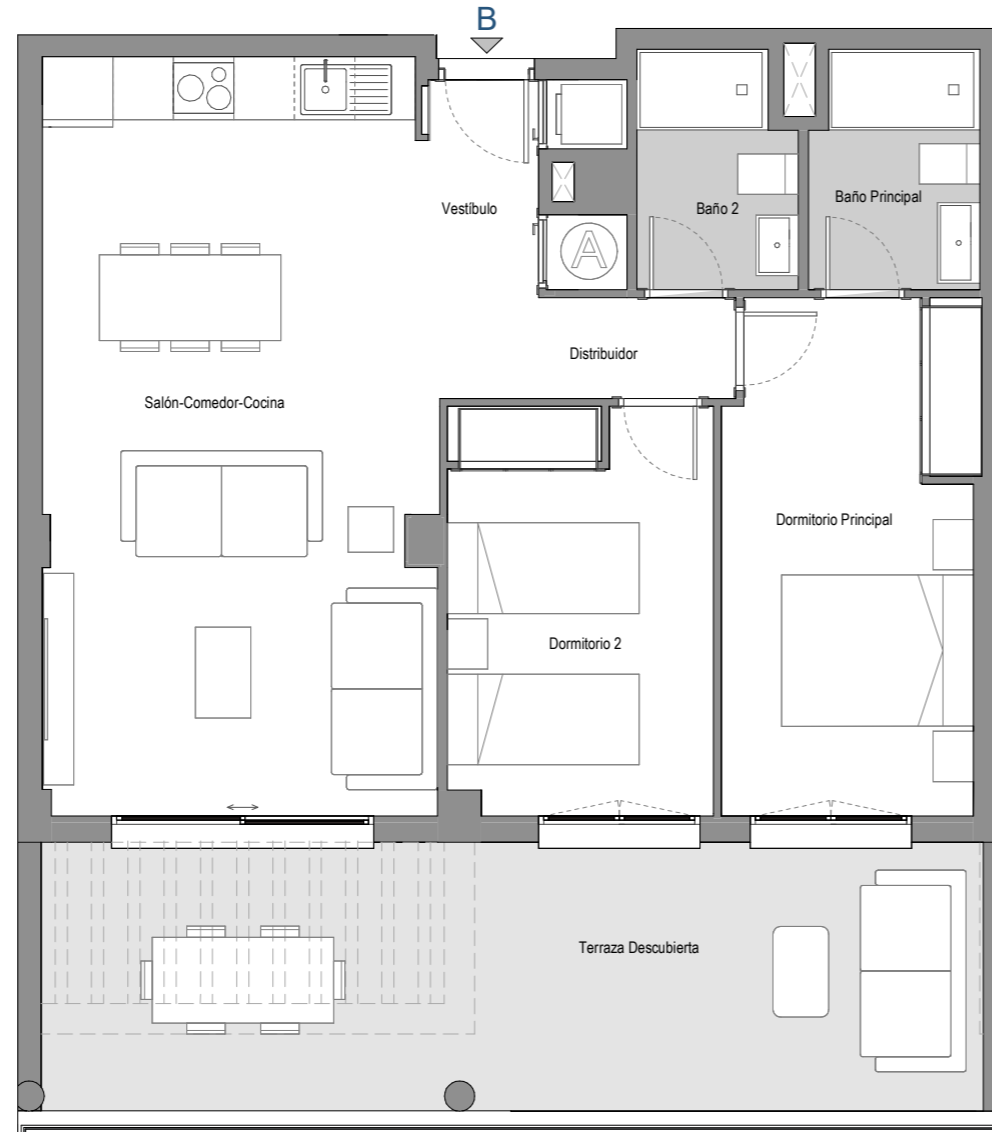 B
Vestíbulo
Baño 2
Baño Principal
A
Distribuidor
Salón-Comedor-Cocina
Dormitorio Principal
Dormitorio 2
Terraza Descubierta